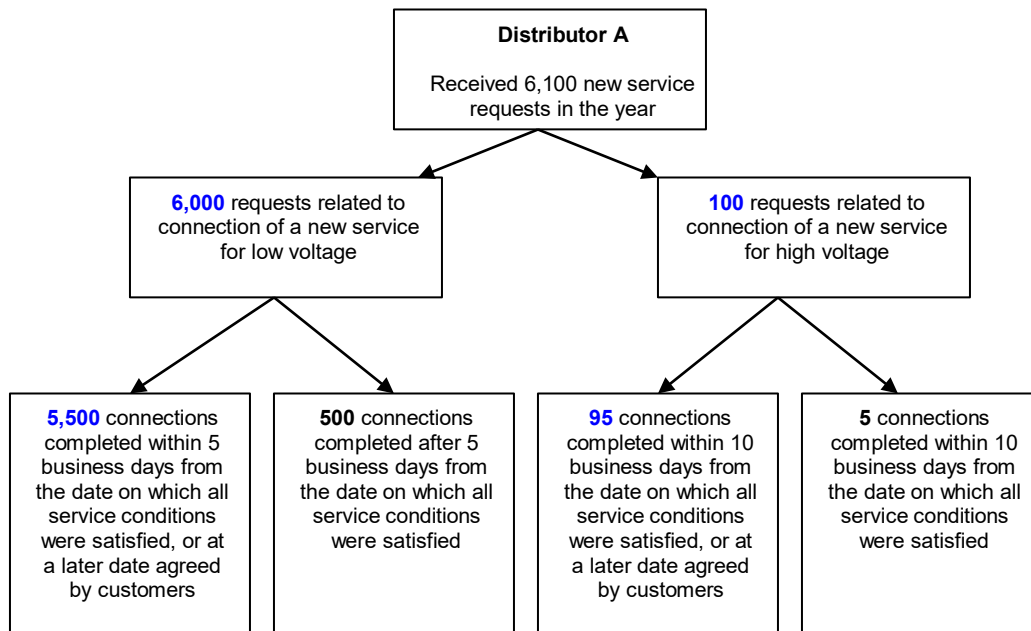 Distributor A
Received 6,100 new service
requests in the year
6,000 requests related to
connection of a new service
for low voltage
100 requests related to
connection of a new service
for high voltage
5,500 connections
completed within 5
business days from
the date on which all
service conditions
were satisfied, or at
a later date agreed
by customers
500 connections
completed after 5
business days from
the date on which all
service conditions
were satisfied
95 connections
completed within 10
business days from
the date on which all
service conditions
were satisfied, or at
a later date agreed
by customers
5 connections
completed within 10
business days from
the date on which all
service conditions
were satisfied